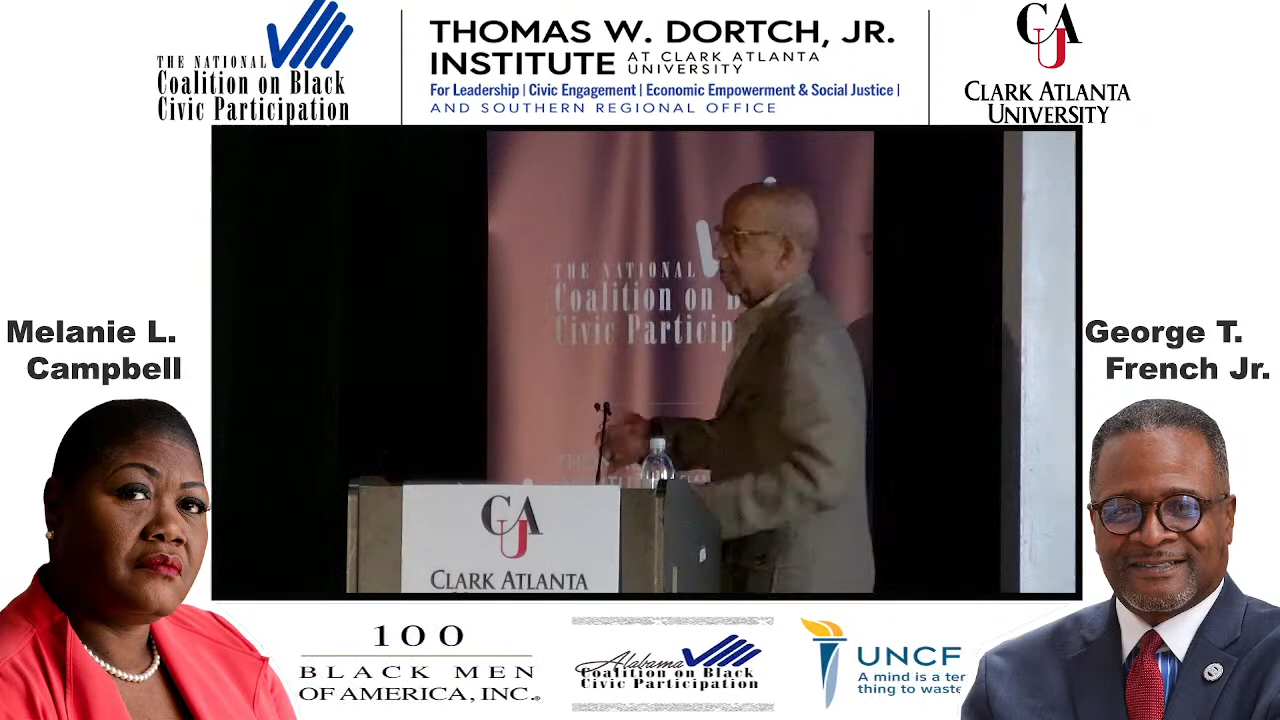 THE NATIONAL
Coalition on Black
Civic Participation
THOMAS W. DORTCH, JR.
INSTITUTE AT CLARK ATLANTA UNIVERSITY
For Leadership | Civic Engagement | Economic Empowerment & Social Justice |
AND SOUTHERN REGIONAL OFFICE
CAU
CLARK ATLANTA
UNIVERSITY
THE NATIONAL
Coalition on B
Civic Particip
Melanie L.
Campbell
George T.
French Jr.
CAU
CLARK ATLANTA
100
BLACK MEN
OF AMERICA, INC.®
Alabama
Coalition on Black
Civic Participation
UNCF
A mind is a ter
thing to waste